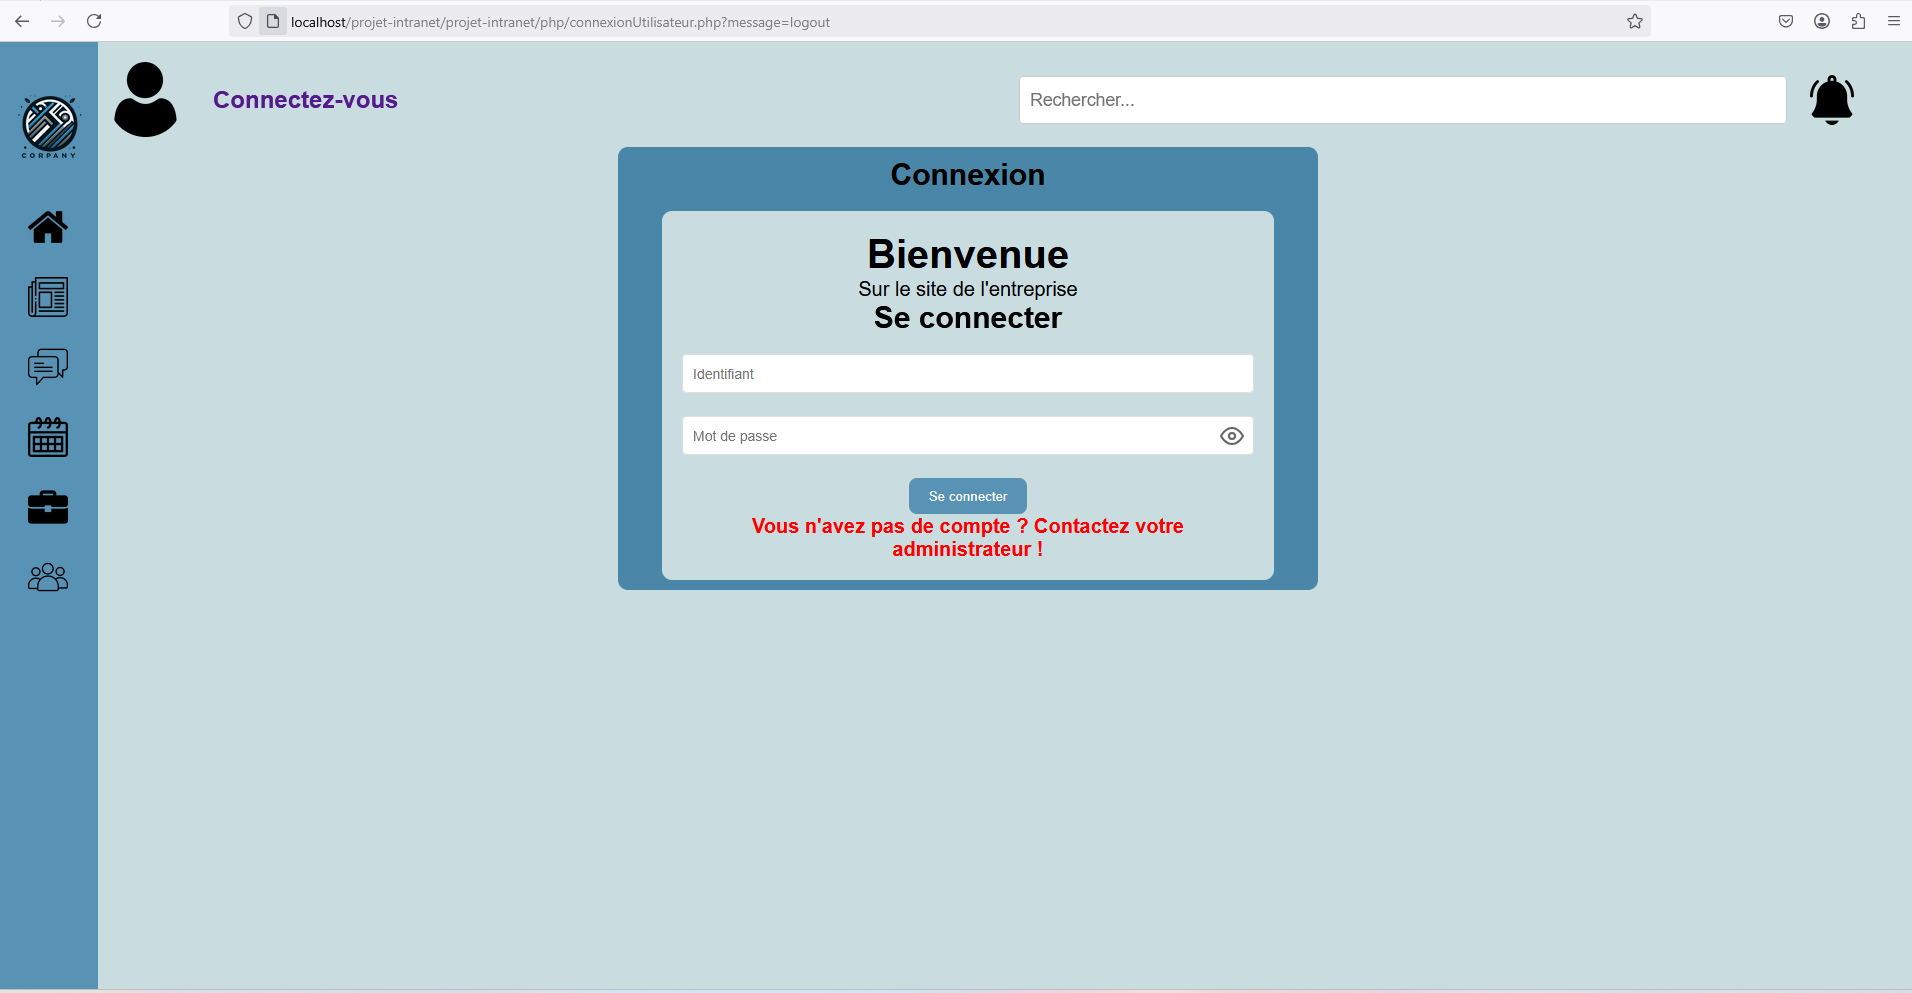 localhost/projet-intranet/projet-intranet/php/connexionUtilisateur.php?message=logout
CORPANY
Connectez-vous
Rechercher...
Connexion
Bienvenue
Sur le site de l'entreprise
Se connecter
Identifiant
Mot de passe
Se connecter
Vous n'avez pas de compte ? Contactez votre
administrateur !